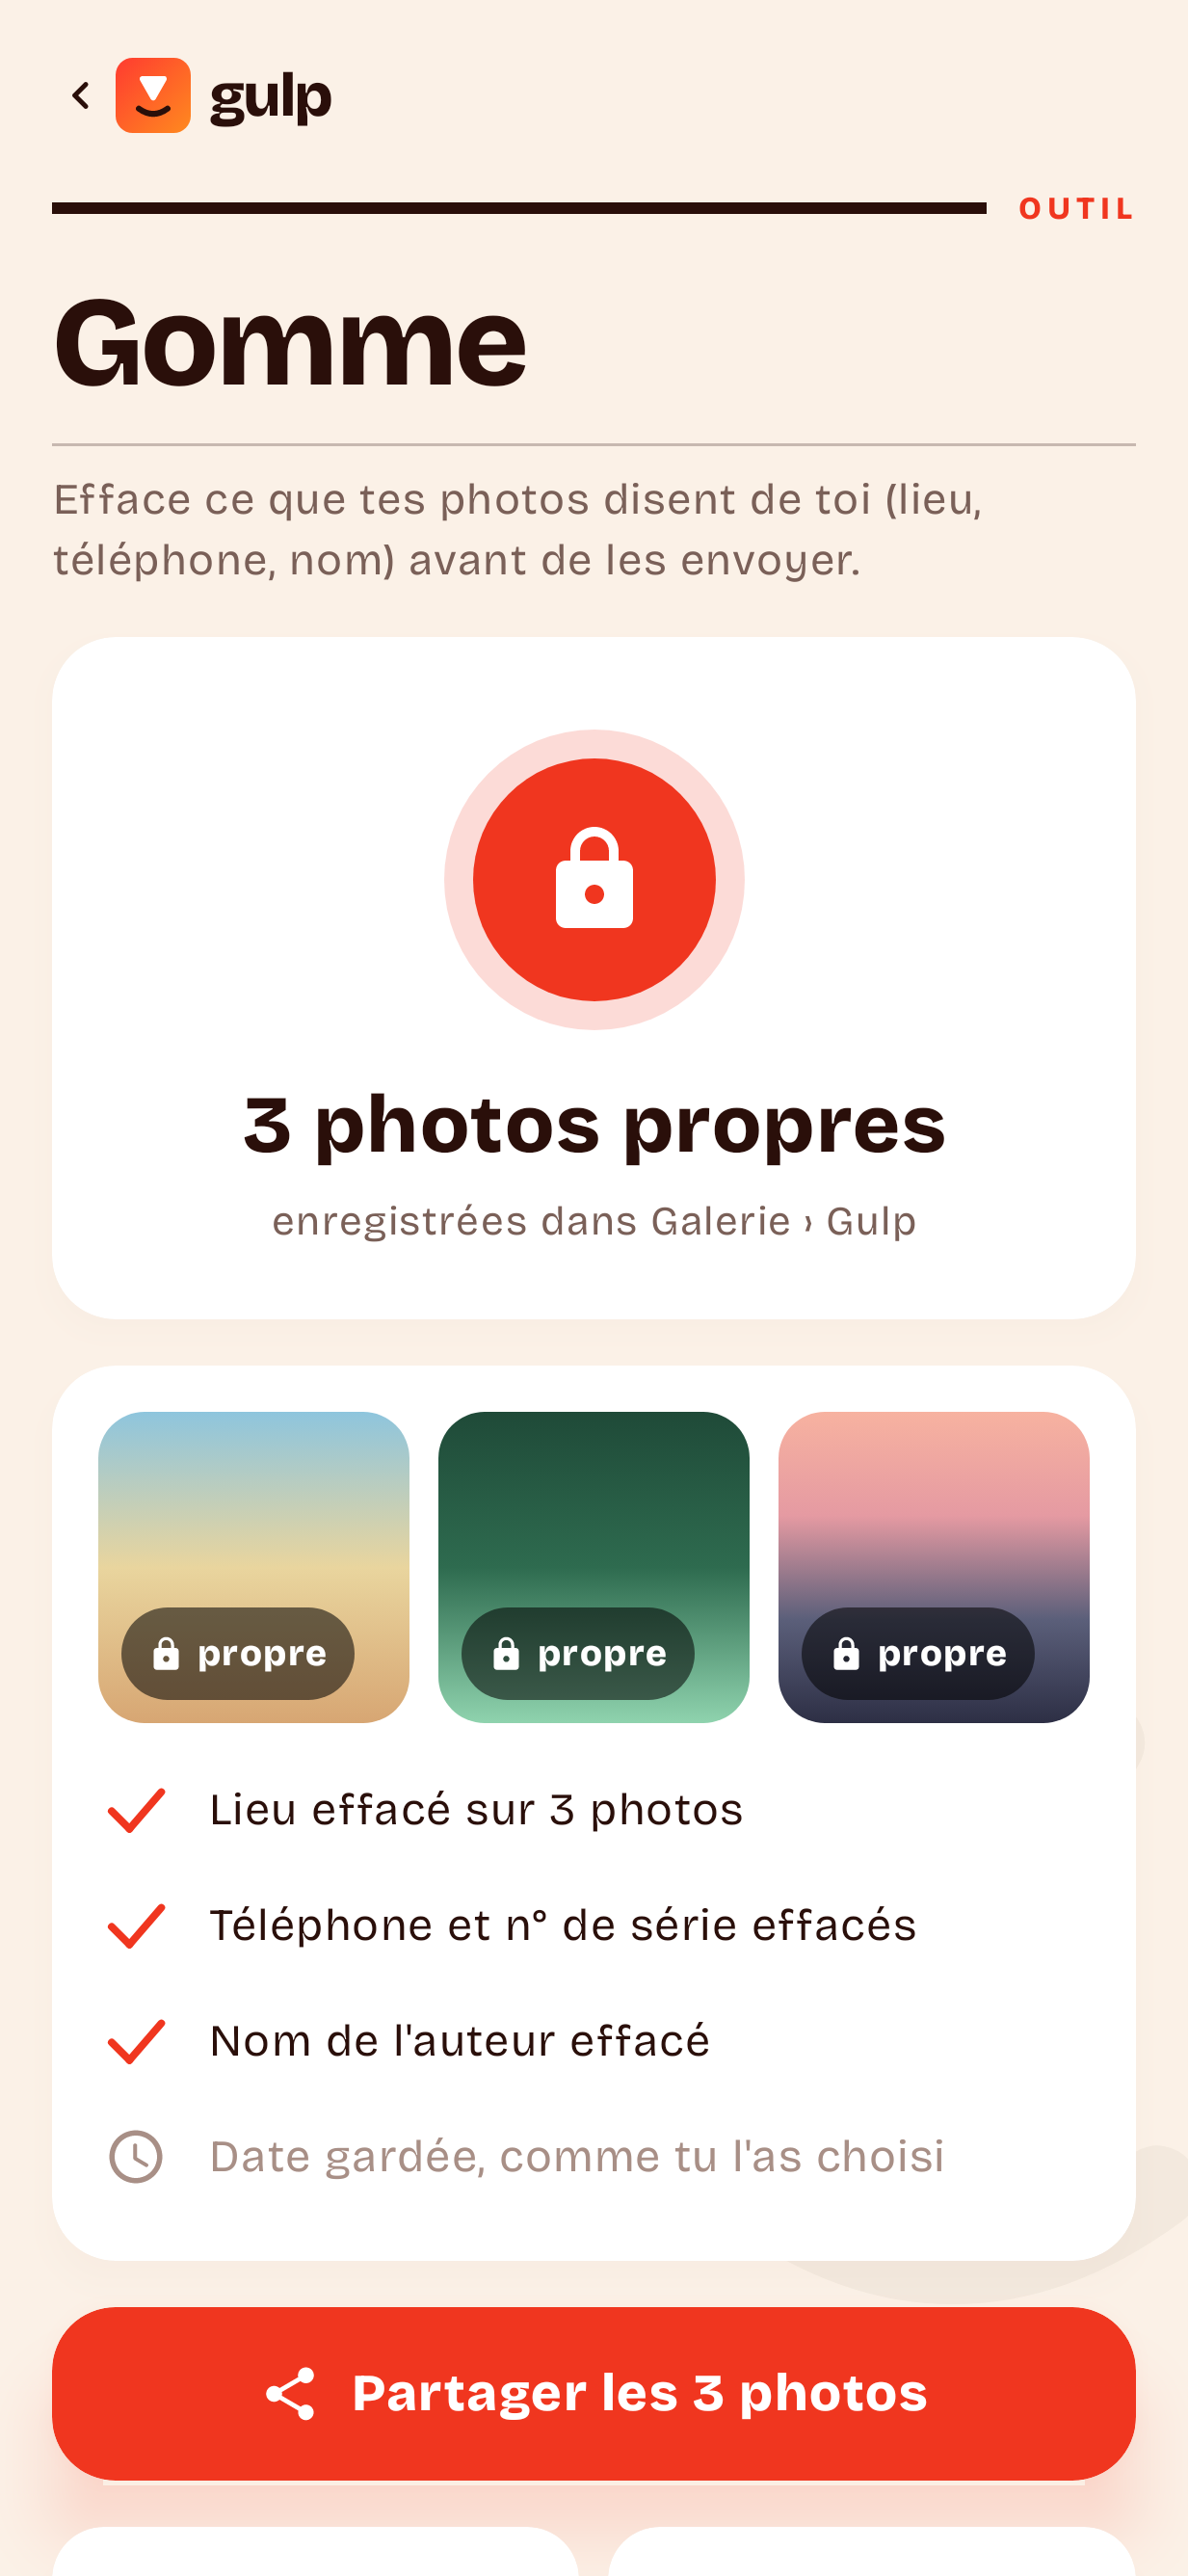 gulp
OUTIL
Gomme
Efface ce que tes photos disent de toi (lieu,
téléphone, nom) avant de les envoyer.
3 photos propres
enregistrées dans Galerie › Gulp
propre
propre
propre
Lieu effacé sur 3 photos
Téléphone et n° de série effacés
Nom de l'auteur effacé
Date gardée, comme tu l'as choisi
Partager les 3 photos